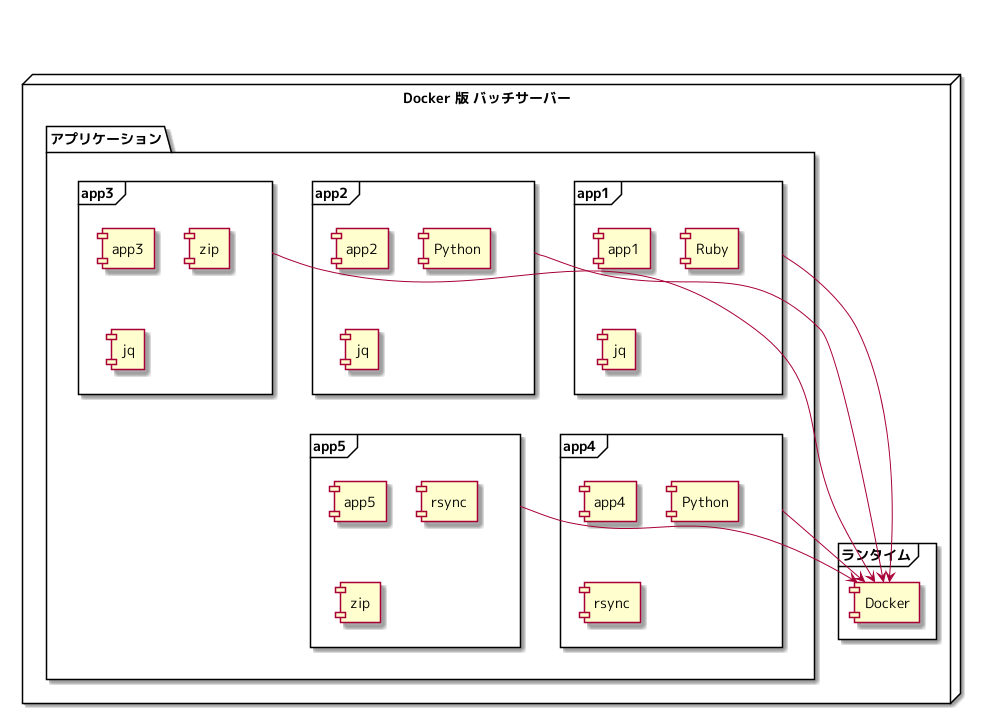 Docker 版 バッチサーバー
アプリケーション
app3
app3
zip
jq
app2
app2
Python
jq
app1
app1
Ruby
jq
app5
app5
rsync
zip
app4
app4
Python
rsync
ランタイム
Docker